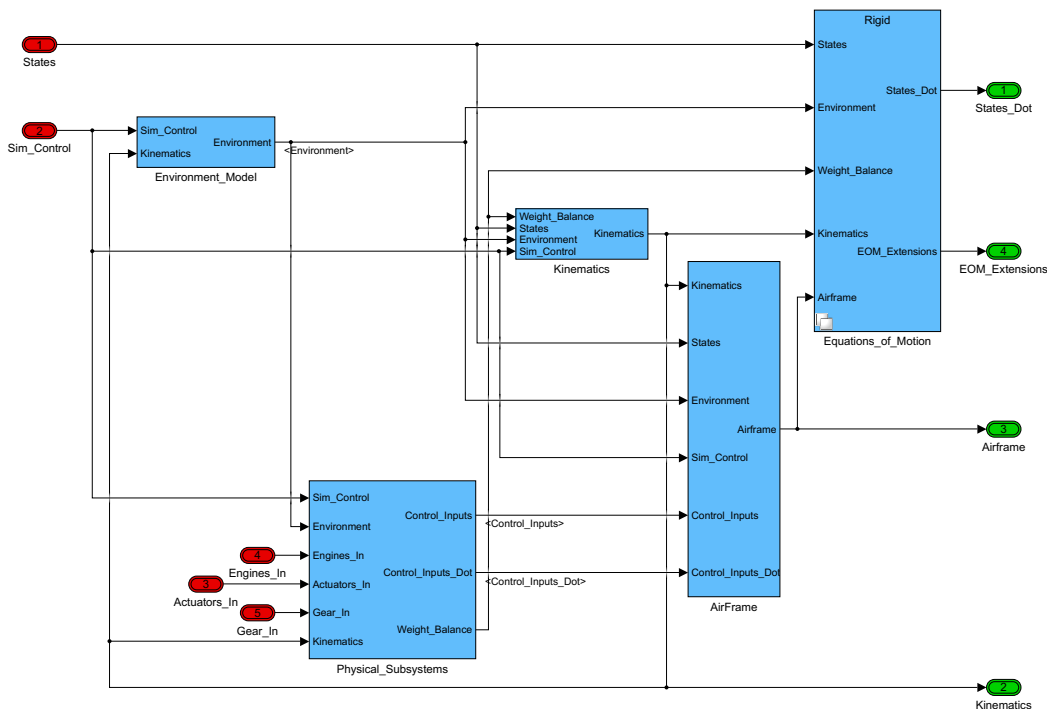 1
States
2
Sim_Control
Sim_Control
Kinematics
Environment
Environment_Model
<Environment>
Weight_Balance
States
Environment
Sim_Control
Kinematics
Kinematics
Rigid
States
Environment
Weight_Balance
Kinematics
Airframe
States_Dot
EOM_Extensions
Equations_of_Motion
1
States_Dot
4
EOM_Extensions
Kinematics
States
Environment
Sim_Control
Control_Inputs
Control_Inputs_Dot
Airframe
AirFrame
3
Airframe
Sim_Control
Environment
Engines_In
Actuators_In
Gear_In
Kinematics
Control_Inputs
Control_Inputs_Dot
Weight_Balance
Physical_Subsystems
<Control_Inputs>
<Control_Inputs_Dot>
4
Engines_In
3
Actuators_In
5
Gear_In
2
Kinematics